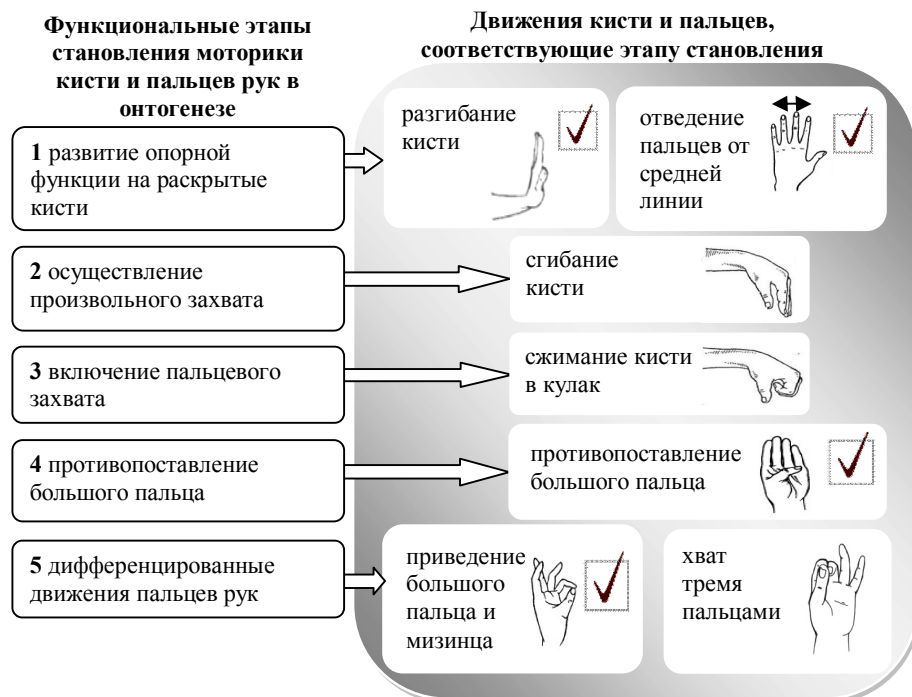 Функциональные этапы
становления моторики
кисти и пальцев рук в
онтогенезе
Движения кисти и пальцев,
соответствующие этапу становления
1 развитие опорной
функции на раскрытые
кисти
разгибание
кисти
отведение
пальцев от
средней
линии
2 осуществление
произвольного захвата
сгибание
кисти
3 включение пальцевого
захвата
сжимание кисти
в кулак
4 противопоставление
большого пальца
противопоставление
большого пальца
5 дифференцированные
движения пальцев рук
приведение
большого
пальца и
мизинца
хват
тремя
пальцами